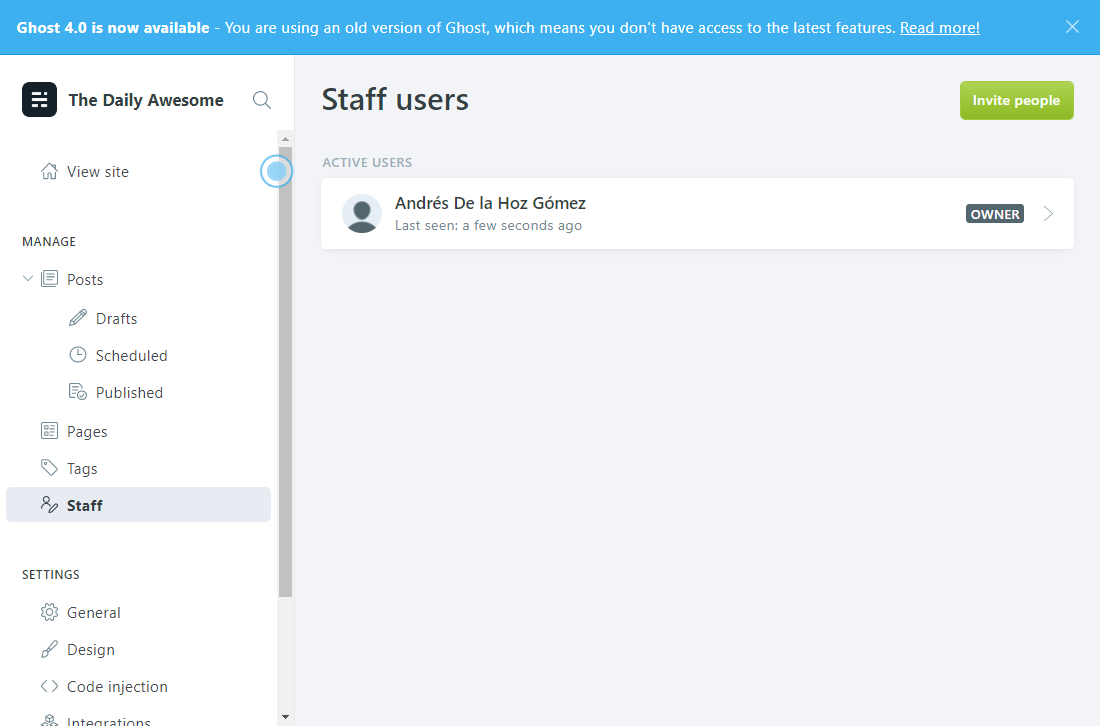 Ghost 4.0 is now available - You are using an old version of Ghost, which means you don't have access to the latest features. Read more!
The Daily Awesome
View site
MANAGE
Posts
Drafts
Scheduled
Published
Pages
Tags
Staff
SETTINGS
General
Design
Code injection
Integrations
Staff users
Invite people
ACTIVE USERS
Andrés De la Hoz Gómez
Last seen: a few seconds ago
OWNER